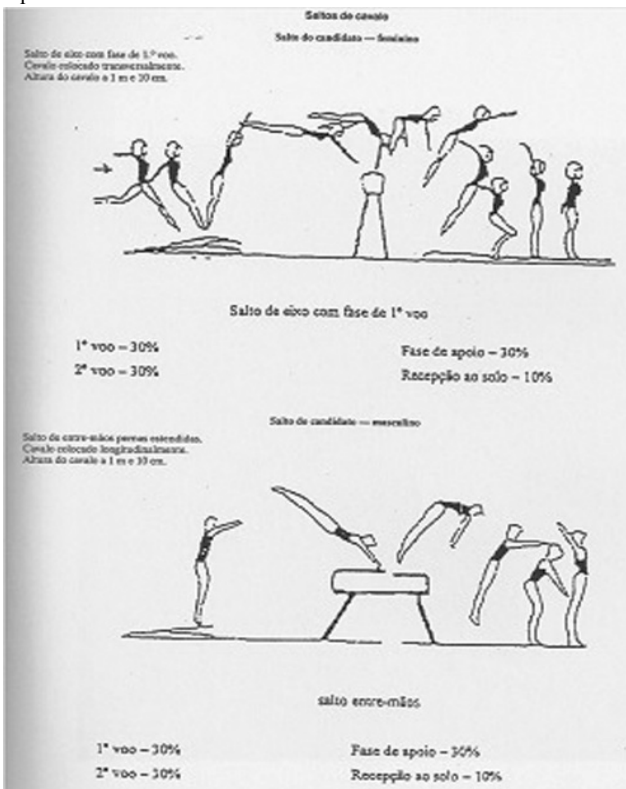 Saltos de cavalo
Salto do candidato — feminino
Salto de eixo com fase de 1.º voo.
Cavalo colocado transversalmente.
Altura do cavalo a 1 m e 10 cm.
Salto de eixo com fase de 1º voo
1º voo – 30%
Fase de apoio – 30%
2º voo – 30%
Recepção ao solo – 10%
Salto do candidato — masculino
Salto de entre-mãos pernas estendidas.
Cavalo colocado longitudinalmente.
Altura do cavalo a 1 m e 10 cm.
salto entre-mãos
1º voo – 30%
Fase de apoio – 30%
2º voo – 30%
Recepção ao solo – 10%